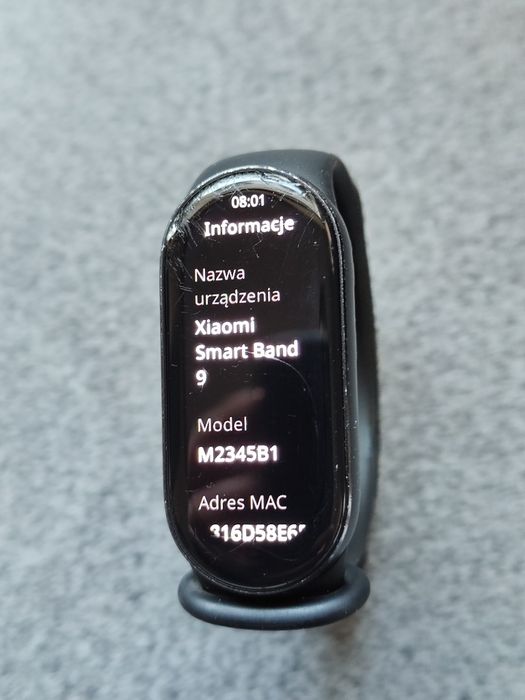 08:01
Informacje
Nazwa
urządzenia
Xiaomi
Smart Band
9
Model
M2345B1
Adres MAC